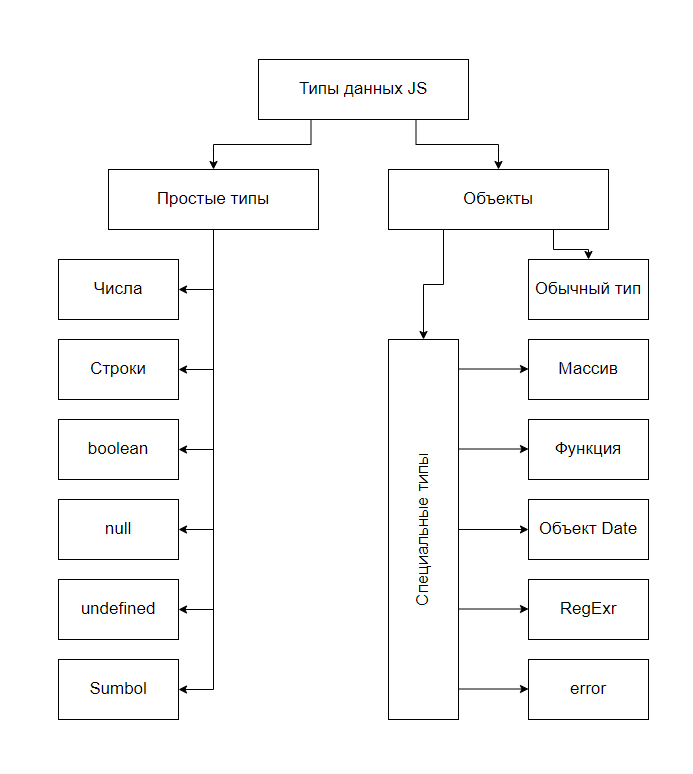 Типы данных JS
Простые типы
Объекты
Числа
Обычный тип
Строки
Массив
boolean
Функция
Специальные типы
null
Объект Date
undefined
RegExr
Sumbol
error